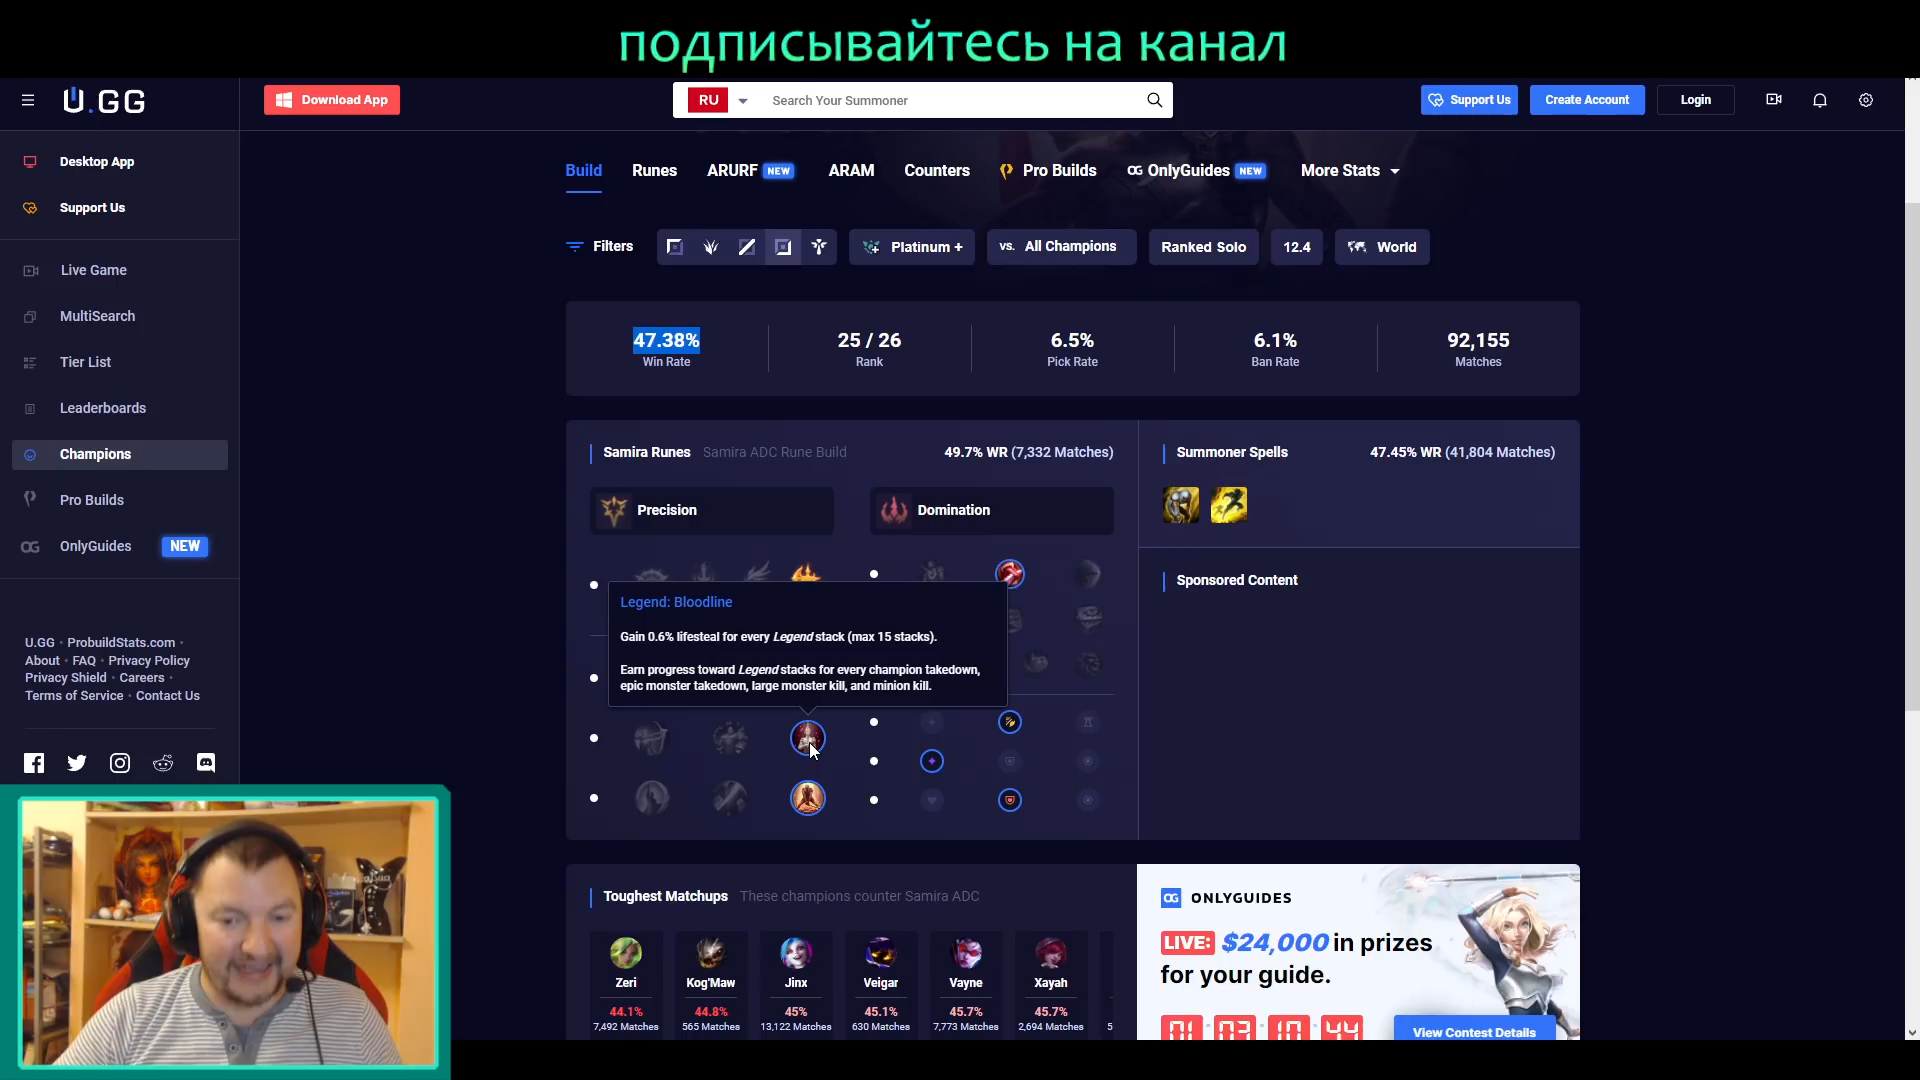 подписывайтесь на канал
U.GG
Download App
RU
Search Your Summoner
Support Us
Create Account
Login
Desktop App
Support Us
Live Game
MultiSearch
Tier List
Leaderboards
Champions
Pro Builds
OnlyGuides NEW
U.GG · ProbuildStats.com ·
About · FAQ · Privacy Policy
Privacy Shield · Careers ·
Terms of Service · Contact Us
Build
Runes
ARURF NEW
ARAM
Counters
Pro Builds
OG OnlyGuides NEW
More Stats
Filters
Platinum +
vs. All Champions
Ranked Solo
12.4
World
47.38%
Win Rate
25 / 26
Rank
6.5%
Pick Rate
6.1%
Ban Rate
92,155
Matches
Samira Runes Samira ADC Rune Build 49.7% WR (7,332 Matches)
Precision
Domination
Legend: Bloodline
Gain 0.6% lifesteal for every Legend stack (max 15 stacks).
Earn progress toward Legend stacks for every champion takedown,
epic monster takedown, large monster kill, and minion kill.
Summoner Spells 47.45% WR (41,804 Matches)
Sponsored Content
Toughest Matchups These champions counter Samira ADC
Zeri
44.1%
7,492 Matches
Kog'Maw
44.8%
565 Matches
Jinx
45%
13,122 Matches
Veigar
45.1%
630 Matches
Vayne
45.7%
7,773 Matches
Xayah
45.7%
2,694 Matches
5
OG ONLYGUIDES
LIVE: $24,000 in prizes
for your guide.
01 03 10 44
View Contest Details